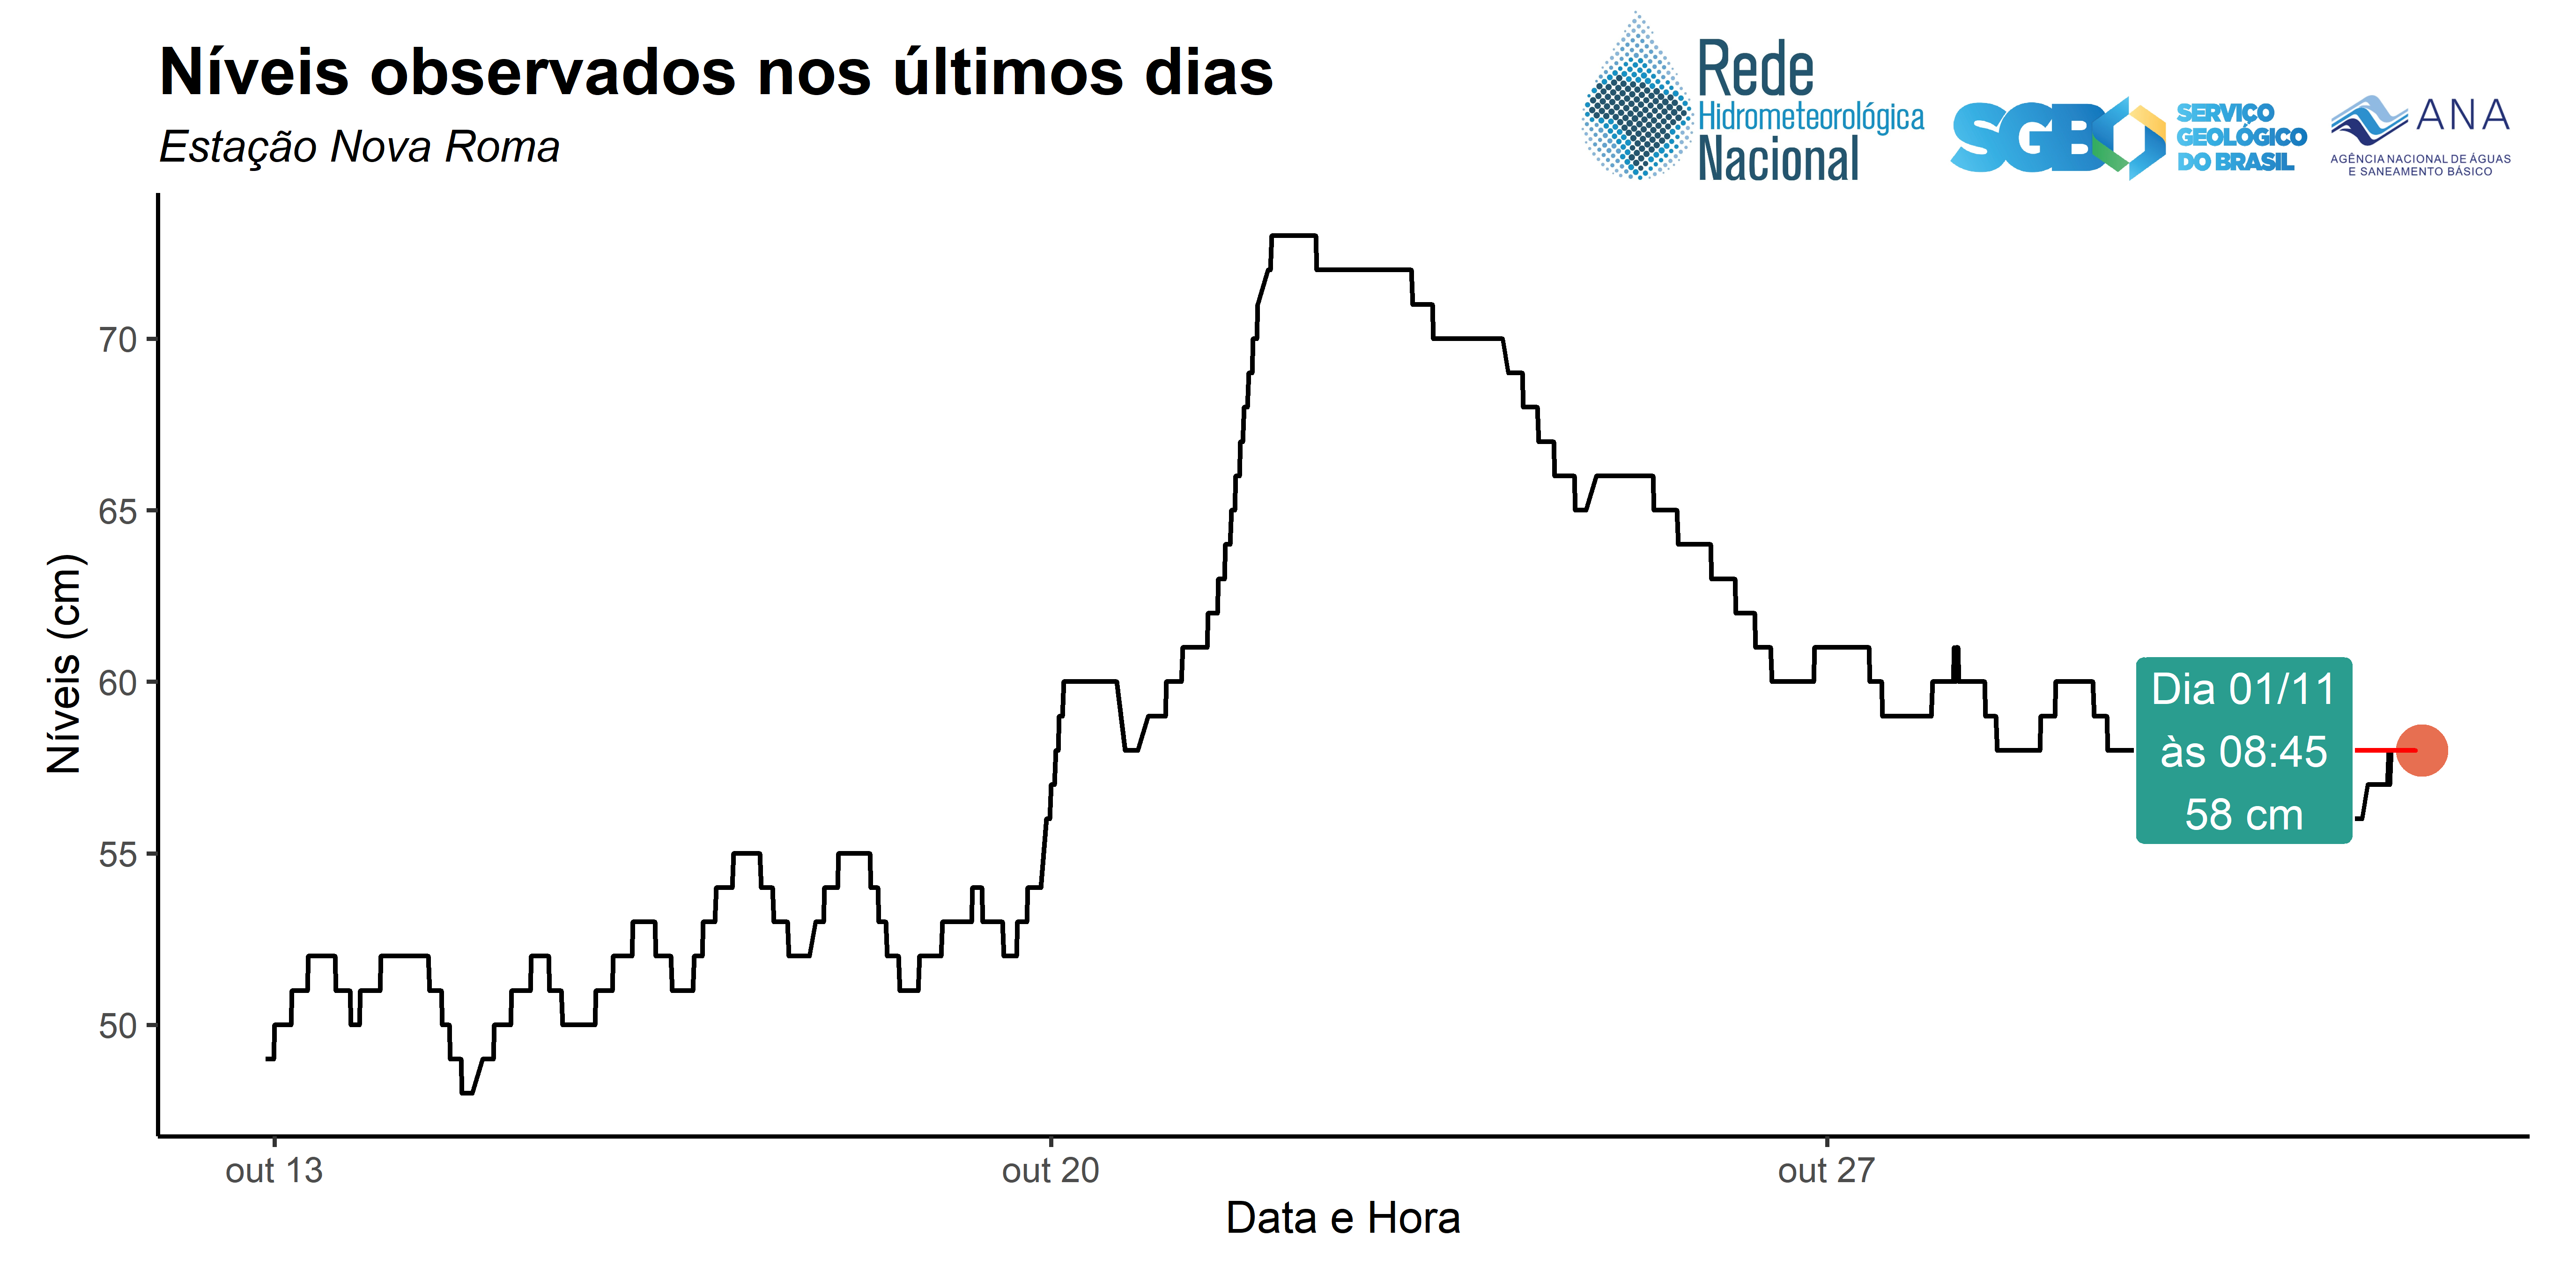 Níveis observados nos últimos dias
Estação Nova Roma
Rede
Hidrometeorológica
Nacional
SGB
SERVIÇO
GEOLÓGICO
DO BRASIL
ANA
AGÊNCIA NACIONAL DE ÁGUAS
E SANEAMENTO BÁSICO
Níveis (cm)
70
65
60
55
50
Dia 01/11
às 08:45
58 cm
out 13
out 20
out 27
Data e Hora